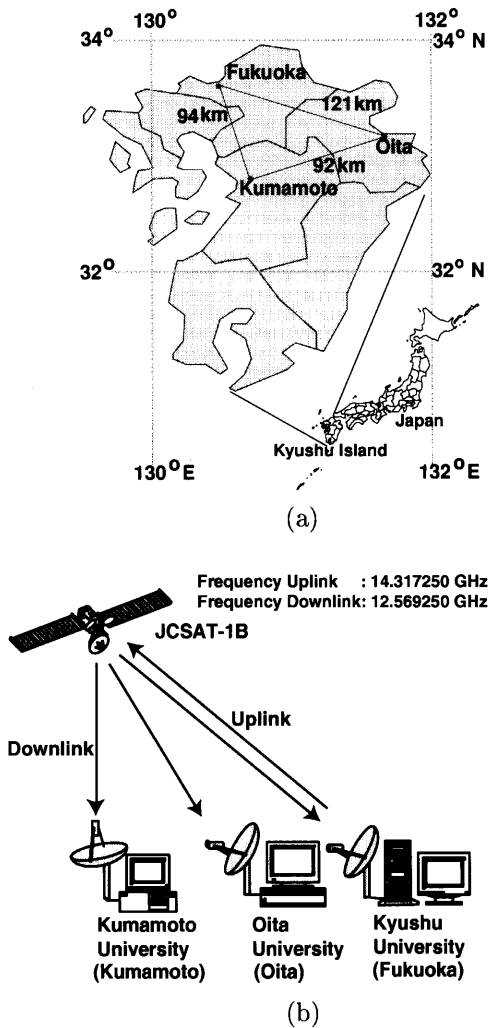 130° 132°
34° 34° N
Fukuoka
121 km
94 km
Oita
92km
Kumamoto
32° 32° N
Japan
Kyushu Island
130° E 132° E
(a)
Frequency Uplink : 14.317250 GHz
Frequency Downlink: 12.569250 GHz
JCSAT-1B
Uplink
Downlink
Kumamoto University (Kumamoto)
Oita University (Oita)
Kyushu University (Fukuoka)
(b)